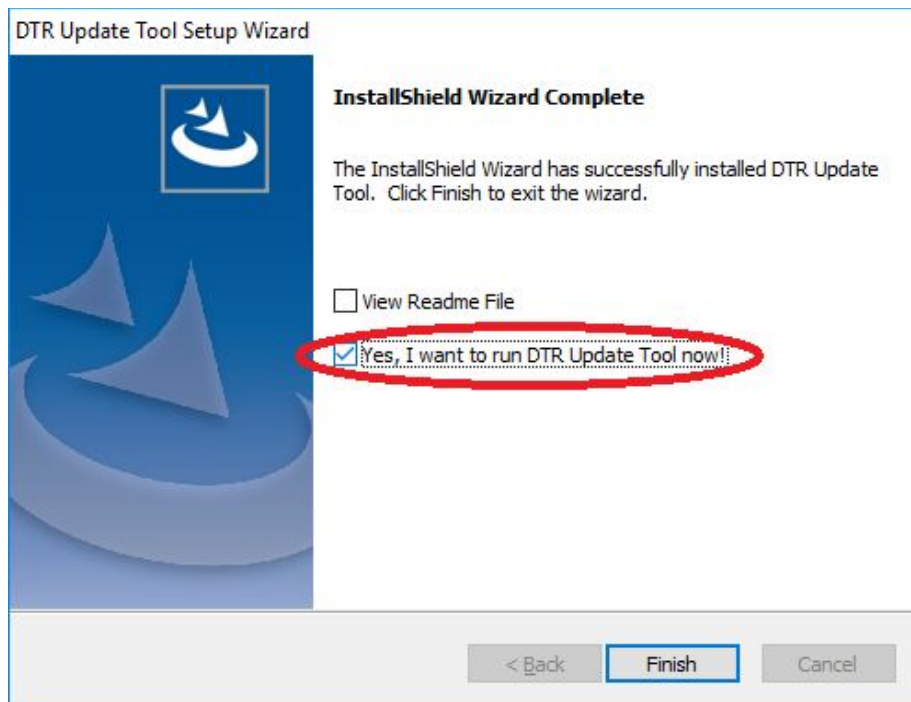 DTR Update Tool Setup Wizard
InstallShield Wizard Complete
The InstallShield Wizard has successfully installed DTR Update
Tool. Click Finish to exit the wizard.
View Readme File
Yes, I want to run DTR Update Tool now!
< Back
Finish
Cancel